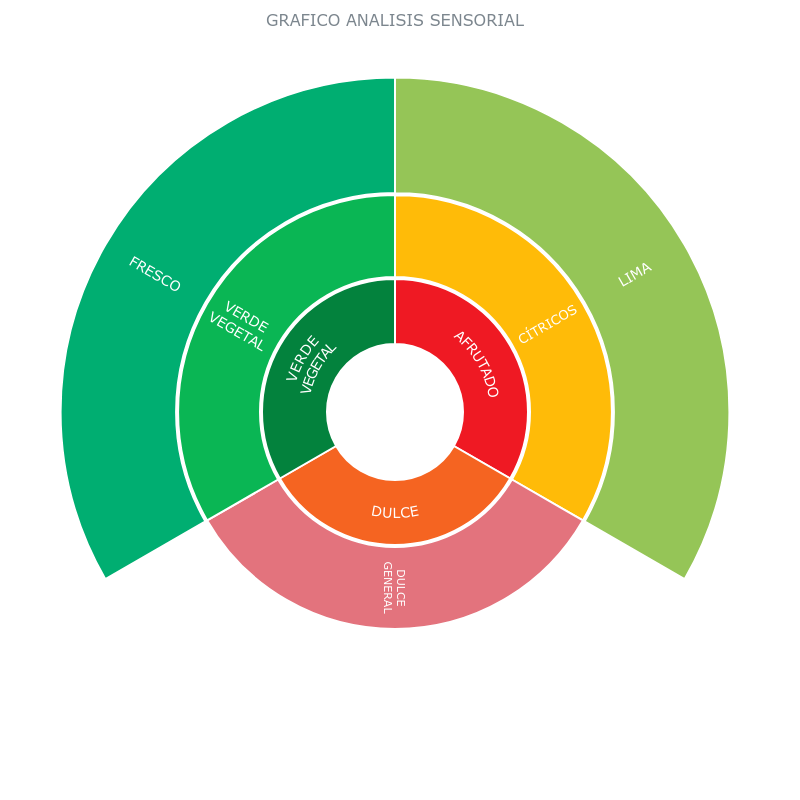 GRAFICO ANALISIS SENSORIAL
FRESCO
LIMA
VERDE
VEGETAL
CÍTRICOS
VERDE
VEGETAL
AFRUTADO
DULCE
DULCE
GENERAL